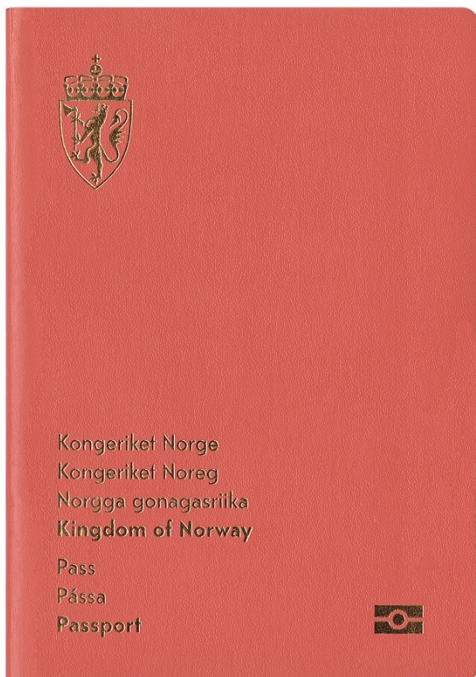 Kongeriket Norge
Kongeriket Noreg
Norgga gonagasriika
Kingdom of Norway
Pass
Pássa
Passport